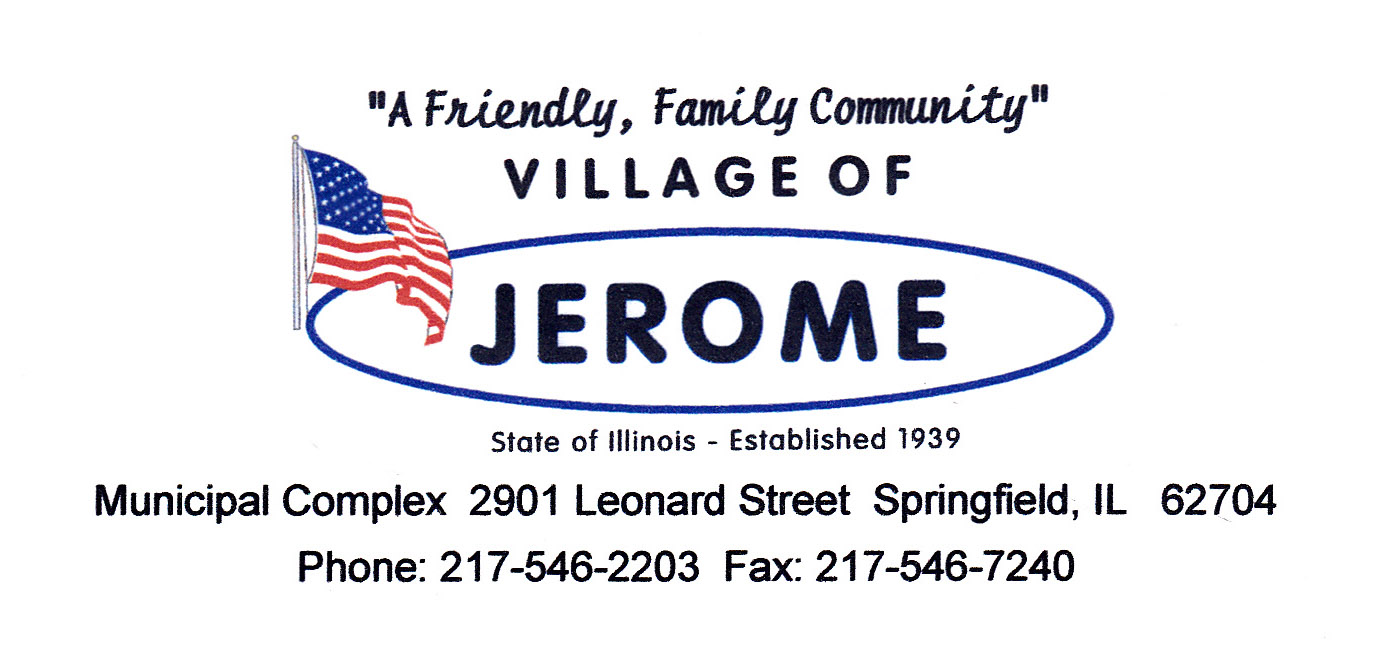 "A Friendly, Family Community"
VILLAGE OF
JEROME
State of Illinois - Established 1939
Municipal Complex  2901 Leonard Street  Springfield, IL   62704
Phone: 217-546-2203  Fax: 217-546-7240